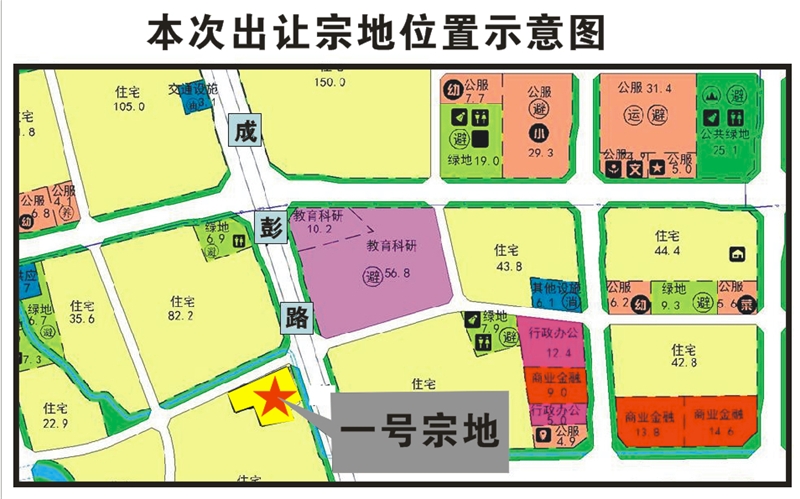 本次出让宗地位置示意图
住宅
105.0
交通设施
3.1
150.0
公服
7.7
幼
避
绿地19.0
公服
避
小
29.3
公服 31.4
运
避
公服
文
公服
5.0
避
公共绿地
25.1
成
1.8
公服
6.8
幼
公服
4.1
养
绿地
6.9
避
彭
教育科研
10.2
教育科研
避
56.8
住宅
43.8
住宅
44.4
供应
7
绿地
6.7
避
7.3
住宅
35.6
住宅
82.2
路
其他设施
6.1
消
公服
6.2
幼
绿地
9.3
避
公服
5.6
菜
绿地
7.9
避
行政办公
12.4
商业金融
9.0
行政办公
5.0
公服
4.9
住宅
42.8
商业金融
13.8
商业金融
14.6
住宅
22.9
住宅
一号宗地
住宅